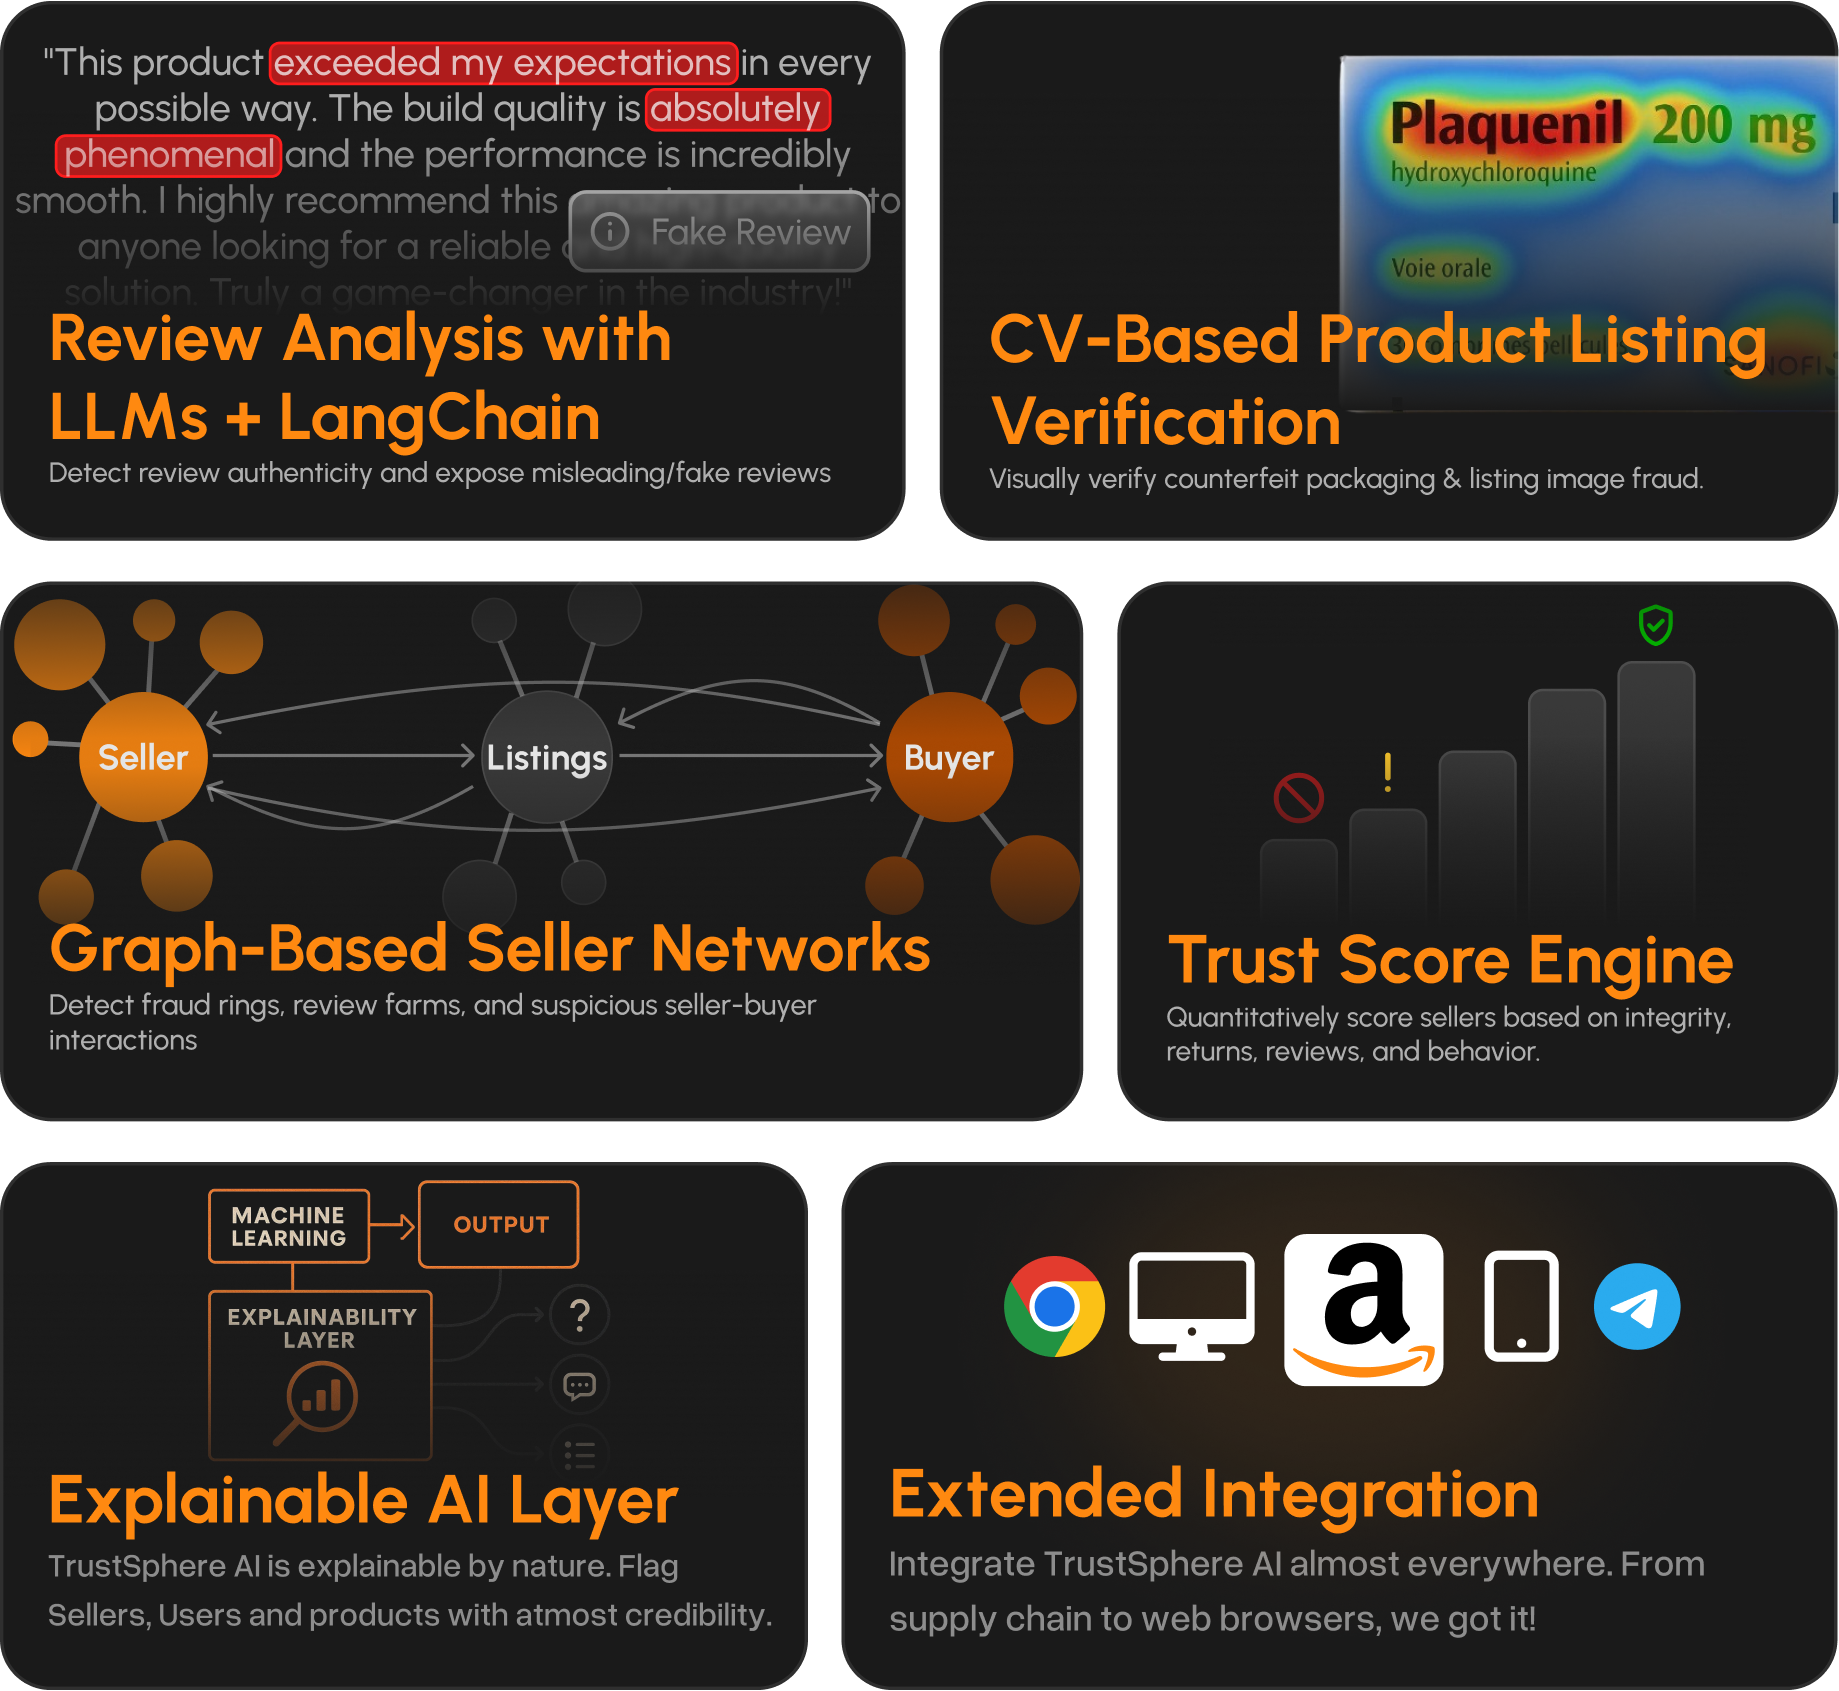 "This product exceeded my expectations in every
possible way. The build quality is absolutely
phenomenal and the performance is incredibly
smooth. I highly recommend this to
anyone looking for a reliable
solution. Truly a game-changer in the industry!"
Fake Review
Review Analysis with
LLMs + LangChain
Detect review authenticity and expose misleading/fake reviews
Plaquenil 200 mg
hydroxychloroquine
Voie orale
CV-Based Product Listing
Verification
Visually verify counterfeit packaging & listing image fraud.
Seller
Listings
Buyer
Graph-Based Seller Networks
Detect fraud rings, review farms, and suspicious seller-buyer
interactions
Trust Score Engine
Quantitatively score sellers based on integrity,
returns, reviews, and behavior.
MACHINE
LEARNING
OUTPUT
EXPLAINABILITY
LAYER
Explainable AI Layer
TrustSphere AI is explainable by nature. Flag
Sellers, Users and products with atmost credibility.
a
Extended Integration
Integrate TrustSphere AI almost everywhere. From
supply chain to web browsers, we got it!